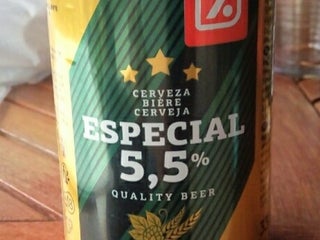 CERVEZA
BIÈRE
CERVEJA
ESPECIAL
5,5%
QUALITY BEER